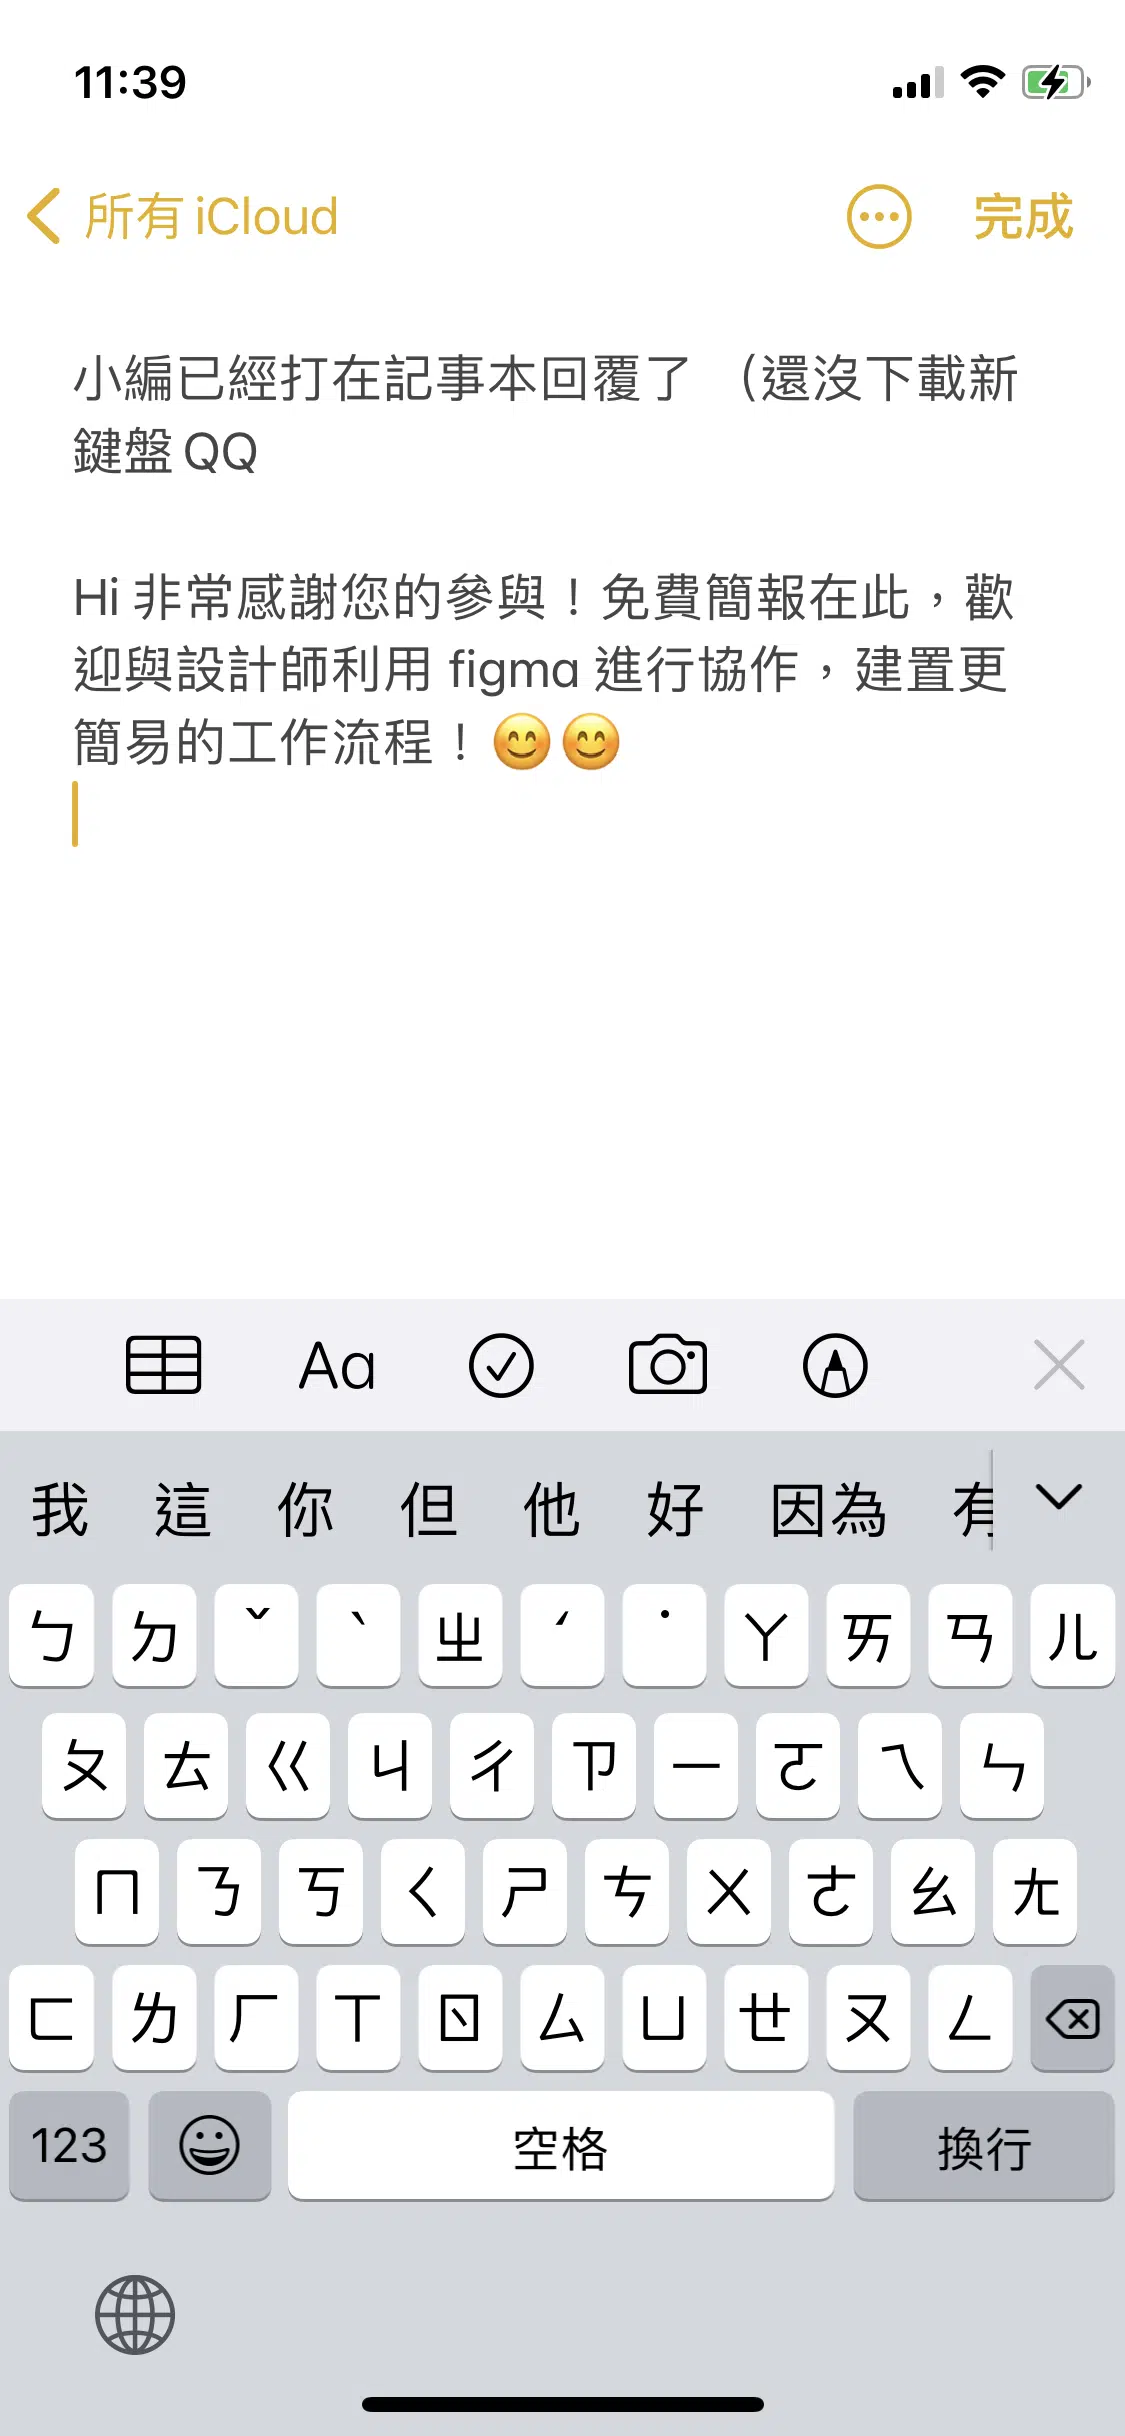 11:39
所有 iCloud
完成
小編已經打在記事本回覆了 （還沒下載新
鍵盤 QQ
Hi 非常感謝您的參與！免費簡報在此，歡
迎與設計師利用 figma 進行協作，建置更
簡易的工作流程！😊😊
Aa
我 這 你 但 他 好 因為 有
ㄅ ㄉ ˇ ˋ ㄓ ˊ ˙ ㄚ ㄞ ㄢ ㄦ
ㄆ ㄊ ㄍ ㄐ ㄔ ㄗ ㄧ ㄛ ㄟ ㄣ
ㄇ ㄋ ㄎ ㄑ ㄕ ㄘ ㄨ ㄜ ㄠ ㄤ
ㄈ ㄌ ㄏ ㄒ ㄖ ㄙ ㄩ ㄝ ㄡ ㄥ
123 空格 換行